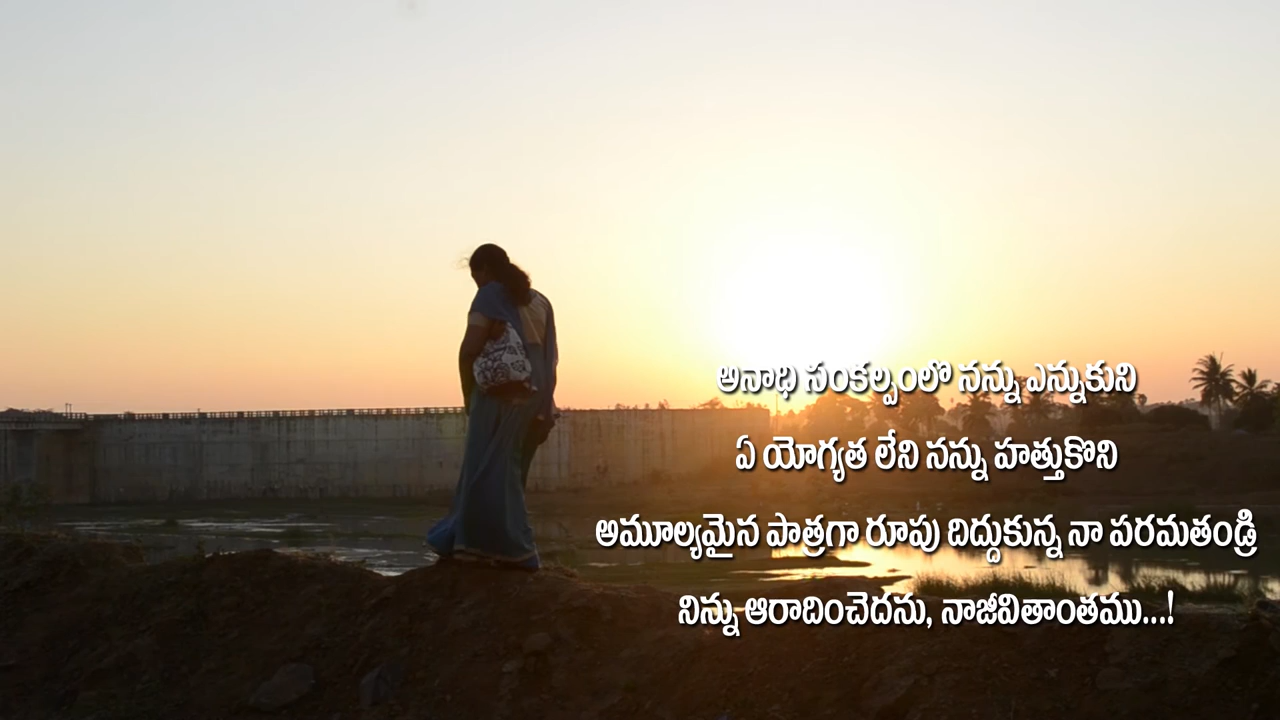 అనాధి సంకల్పంలొ నన్ను ఎన్నుకుని
ఏ యోగ్యత లేని నన్ను హత్తుకొని
అమూల్యమైన పాత్రగా రూపు దిద్దుకున్న నా పరమతండ్రి
నిన్ను ఆరాదించెదను, నాజీవితాంతము...!